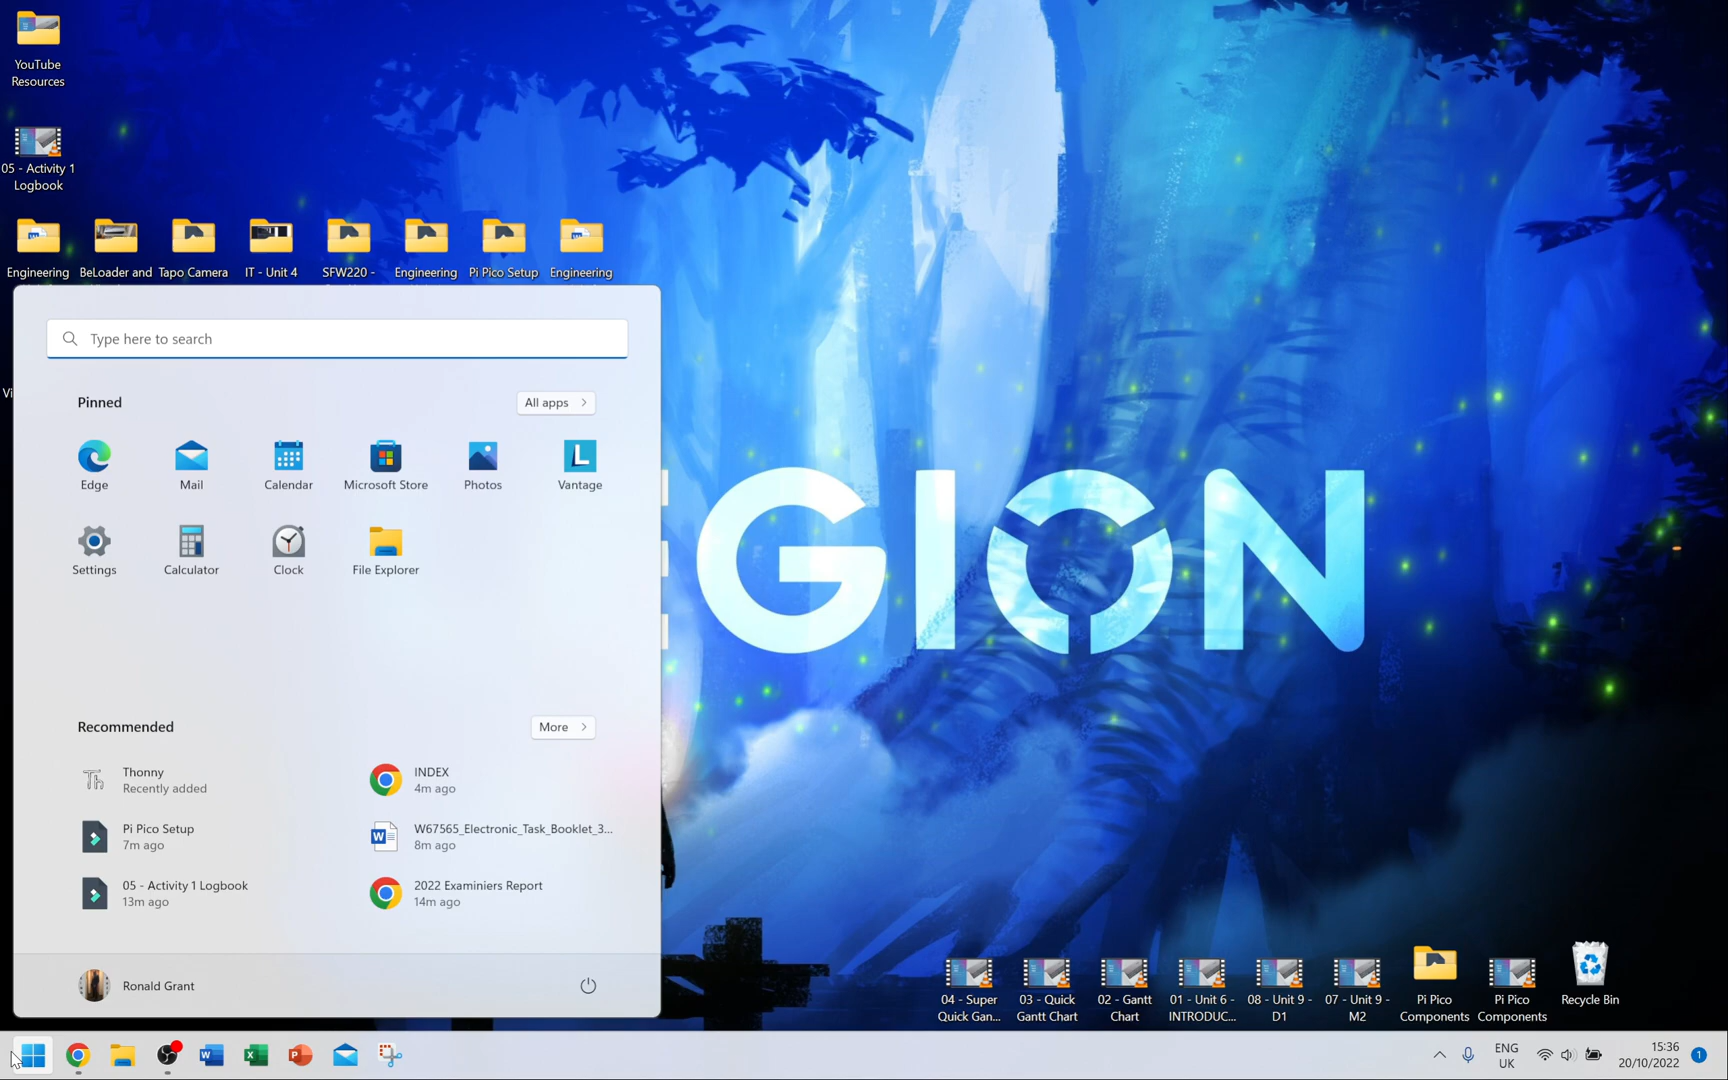 YouTube
Resources
05 - Activity 1
Logbook
Engineering
BeLoader and
Tapo Camera
IT - Unit 4
SFW220 -
Engineering
Pi Pico Setup
Engineering
Vi
Type here to search
Pinned
All apps
Edge
Mail
Calendar
Microsoft Store
Photos
L
Vantage
Settings
Calculator
Clock
File Explorer
GION
Recommended
More
Th
Thonny
Recently added
INDEX
4m ago
Pi Pico Setup
7m ago
W67565_Electronic_Task_Booklet_3...
8m ago
05 - Activity 1 Logbook
13m ago
2022 Examiniers Report
14m ago
Ronald Grant
04 - Super
Quick Gan...
03 - Quick
Gantt Chart
02 - Gantt
Chart
01 - Unit 6 -
INTRODUC...
08 - Unit 9 -
D1
07 - Unit 9 -
M2
Pi Pico
Components
Pi Pico
Components
Recycle Bin
ENG
UK
15:36
20/10/2022
1